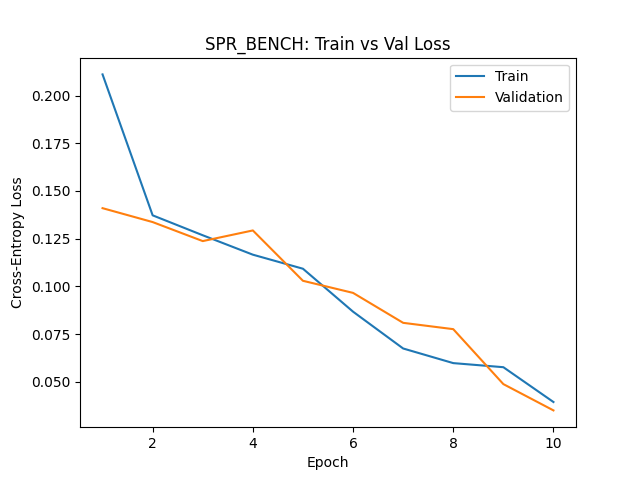 SPR_BENCH: Train vs Val Loss
Train
Validation
Cross-Entropy Loss
0.200
0.175
0.150
0.125
0.100
0.075
0.050
2
4
6
8
10
Epoch